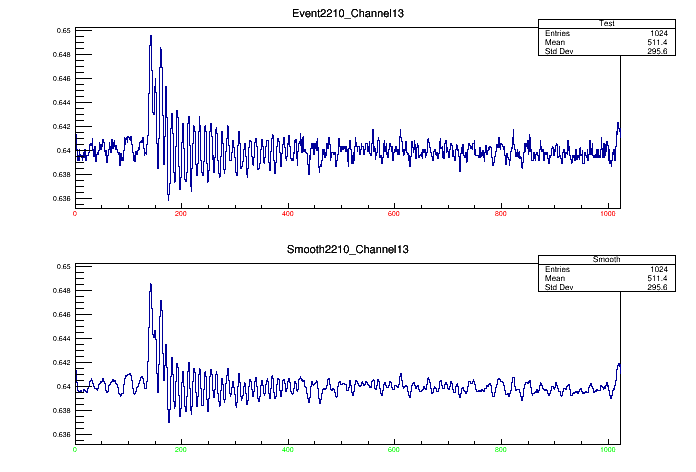 Event2210_Channel13
Test
Entries 1024
Mean 511.4
Std Dev 295.6
0.65
0.648
0.646
0.644
0.642
0.64
0.638
0.636
0 200 400 600 800 1000
Smooth2210_Channel13
Smooth
Entries 1024
Mean 511.4
Std Dev 295.6
0.65
0.648
0.646
0.644
0.642
0.64
0.638
0.636
0 200 400 600 800 1000